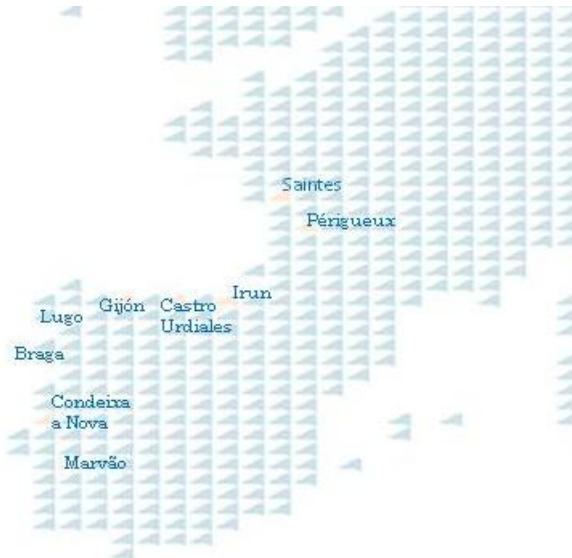 Saintes
Périgueux
Irun
Gijón
Castro
Urdiales
Lugo
Braga
Condeixa
a Nova
Marvão